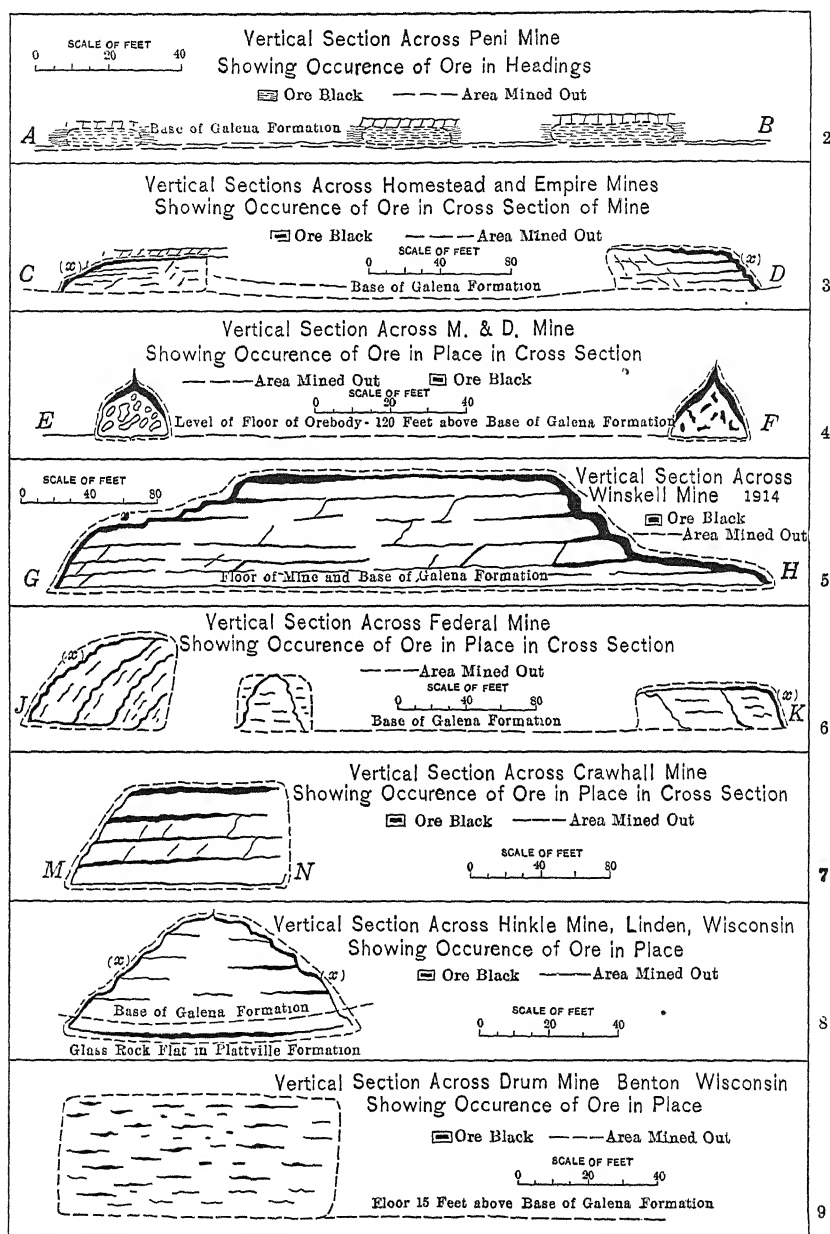 Vertical Section Across Peni Mine
SCALE OF FEET
0 20 40
Showing Occurence of Ore in Headings
Ore Black Area Mined Out
A Base of Galena Formation B
2
Vertical Sections Across Homestead and Empire Mines
Showing Occurence of Ore in Cross Section of Mine
Ore Black Area Mined Out
SCALE OF FEET
0 40 80
C (x) (x) D
Base of Galena Formation
3
Vertical Section Across M. & D. Mine
Showing Occurence of Ore in Place in Cross Section
Area Mined Out Ore Black
SCALE OF FEET
0 20 40
E Level of Floor of Orebody - 120 Feet above Base of Galena Formation F
4
SCALE OF FEET
0 40 80
Vertical Section Across
Winskell Mine 1914
Ore Black
Area Mined Out
G Floor of Mine and Base of Galena Formation H
5
Vertical Section Across Federal Mine
Showing Occurence of Ore in Place in Cross Section
Area Mined Out
SCALE OF FEET
0 40 80
J (x) (x) K
Base of Galena Formation
6
Vertical Section Across Crawhall Mine
Showing Occurence of Ore in Place in Cross Section
Ore Black Area Mined Out
SCALE OF FEET
0 40 80
M N
7
Vertical Section Across Hinkle Mine, Linden, Wisconsin
Showing Occurence of Ore in Place
Ore Black Area Mined Out
(x) (x)
SCALE OF FEET
0 20 40
Base of Galena Formation
Glass Rock Flat in Plattville Formation
8
Vertical Section Across Drum Mine Benton Wisconsin
Showing Occurence of Ore in Place
Ore Black Area Mined Out
SCALE OF FEET
0 20 40
Floor 15 Feet above Base of Galena Formation
9